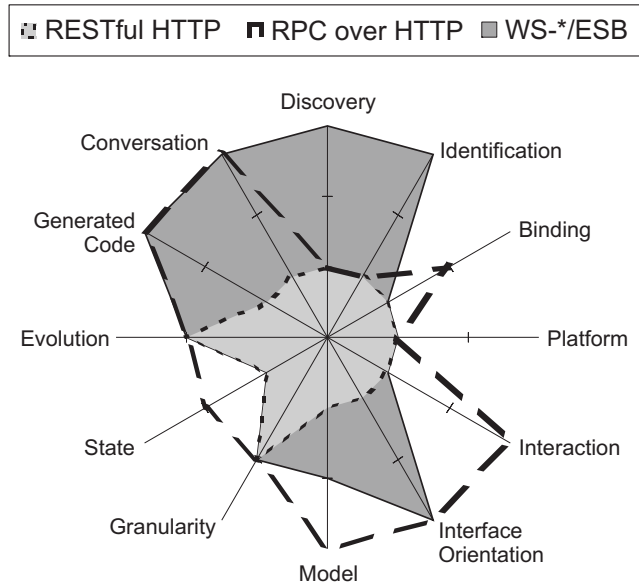 RESTful HTTP RPC over HTTP WS-*/ESB
Discovery
Conversation
Identification
Generated
Code
Binding
Evolution
Platform
State
Interaction
Granularity
Interface
Orientation
Model